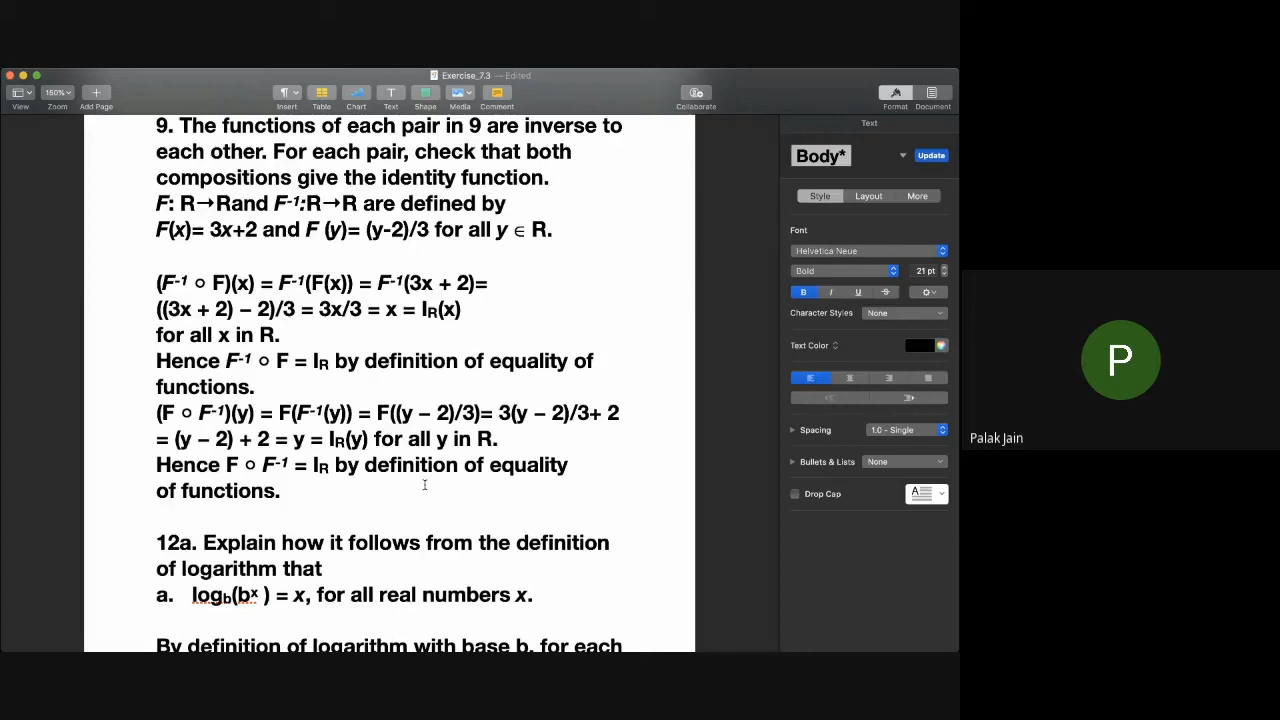 Exercise_7.3 — Edited
150%
View Zoom Add Page Insert Table Chart Text Shape Media Comment Collaborate Format Document
Text
Body* Update
Style Layout More
Font
Helvetica Neue
Bold 21 pt
B I U S
Character Styles None
Text Color
Spacing 1.0 - Single
Bullets & Lists None
Drop Cap A
9. The functions of each pair in 9 are inverse to
each other. For each pair, check that both
compositions give the identity function.
F: R→Rand F⁻¹:R→R are defined by
F(x)= 3x+2 and F (y)= (y-2)/3 for all y ∈ R.
(F⁻¹ ∘ F)(x) = F⁻¹(F(x)) = F⁻¹(3x + 2)=
((3x + 2) − 2)/3 = 3x/3 = x = Iᵣ(x)
for all x in R.
Hence F⁻¹ ∘ F = Iᵣ by definition of equality of
functions.
(F ∘ F⁻¹)(y) = F(F⁻¹(y)) = F((y − 2)/3)= 3(y − 2)/3+ 2
= (y − 2) + 2 = y = Iᵣ(y) for all y in R.
Hence F ∘ F⁻¹ = Iᵣ by definition of equality
of functions.
12a. Explain how it follows from the definition
of logarithm that
a. log_b(bˣ ) = x, for all real numbers x.
By definition of logarithm with base b, for each
P
Palak Jain